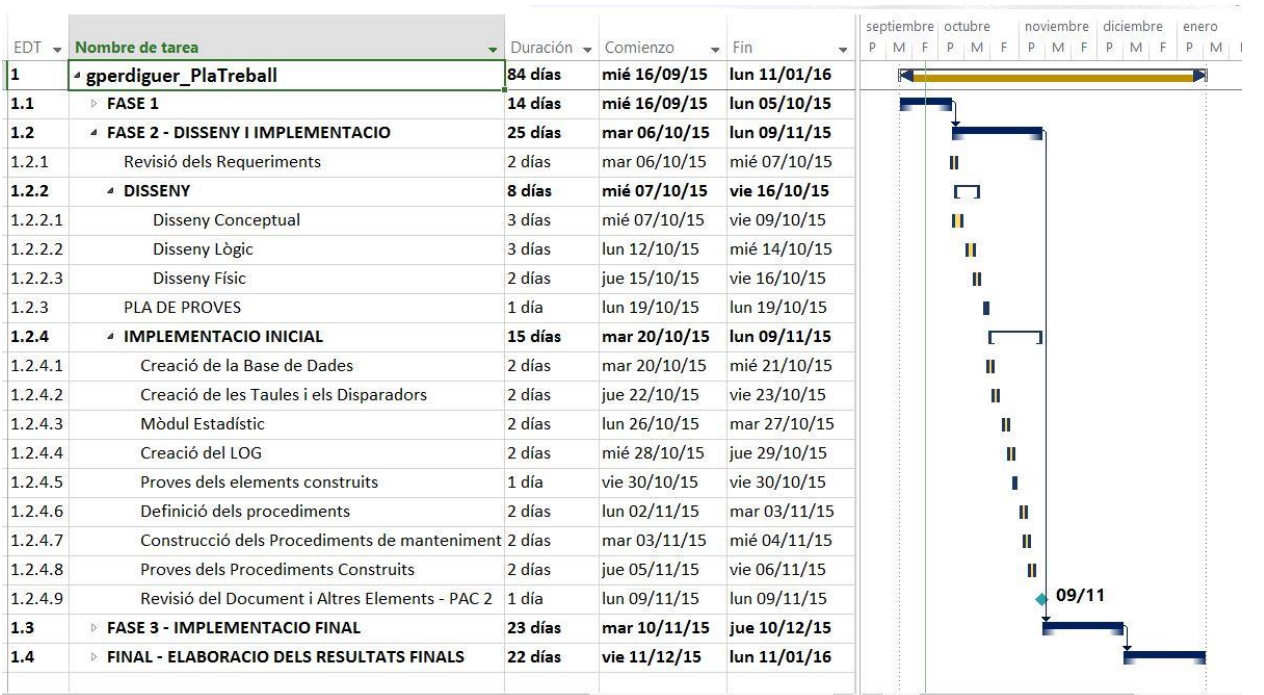 septiembre octubre noviembre diciembre enero
EDT Nombre de tarea Duración Comienzo Fin P M F P M F P M F P M F P M
1 gperdiguer_PlaTreball 84 días mié 16/09/15 lun 11/01/16
1.1 FASE 1 14 días mié 16/09/15 lun 05/10/15
1.2 FASE 2 - DISSENY I IMPLEMENTACIO 25 días mar 06/10/15 lun 09/11/15
1.2.1 Revisió dels Requeriments 2 días mar 06/10/15 mié 07/10/15
1.2.2 DISSENY 8 días mié 07/10/15 vie 16/10/15
1.2.2.1 Disseny Conceptual 3 días mié 07/10/15 vie 09/10/15
1.2.2.2 Disseny Lògic 3 días lun 12/10/15 mié 14/10/15
1.2.2.3 Disseny Físic 2 días jue 15/10/15 vie 16/10/15
1.2.3 PLA DE PROVES 1 día lun 19/10/15 lun 19/10/15
1.2.4 IMPLEMENTACIO INICIAL 15 días mar 20/10/15 lun 09/11/15
1.2.4.1 Creació de la Base de Dades 2 días mar 20/10/15 mié 21/10/15
1.2.4.2 Creació de les Taules i els Disparadors 2 días jue 22/10/15 vie 23/10/15
1.2.4.3 Mòdul Estadístic 2 días lun 26/10/15 mar 27/10/15
1.2.4.4 Creació del LOG 2 días mié 28/10/15 jue 29/10/15
1.2.4.5 Proves dels elements construits 1 día vie 30/10/15 vie 30/10/15
1.2.4.6 Definició dels procediments 2 días lun 02/11/15 mar 03/11/15
1.2.4.7 Construcció dels Procediments de manteniment 2 días mar 03/11/15 mié 04/11/15
1.2.4.8 Proves dels Procediments Construits 2 días jue 05/11/15 vie 06/11/15
1.2.4.9 Revisió del Document i Altres Elements - PAC 2 1 día lun 09/11/15 lun 09/11/15 09/11
1.3 FASE 3 - IMPLEMENTACIO FINAL 23 días mar 10/11/15 jue 10/12/15
1.4 FINAL - ELABORACIO DELS RESULTATS FINALS 22 días vie 11/12/15 lun 11/01/16